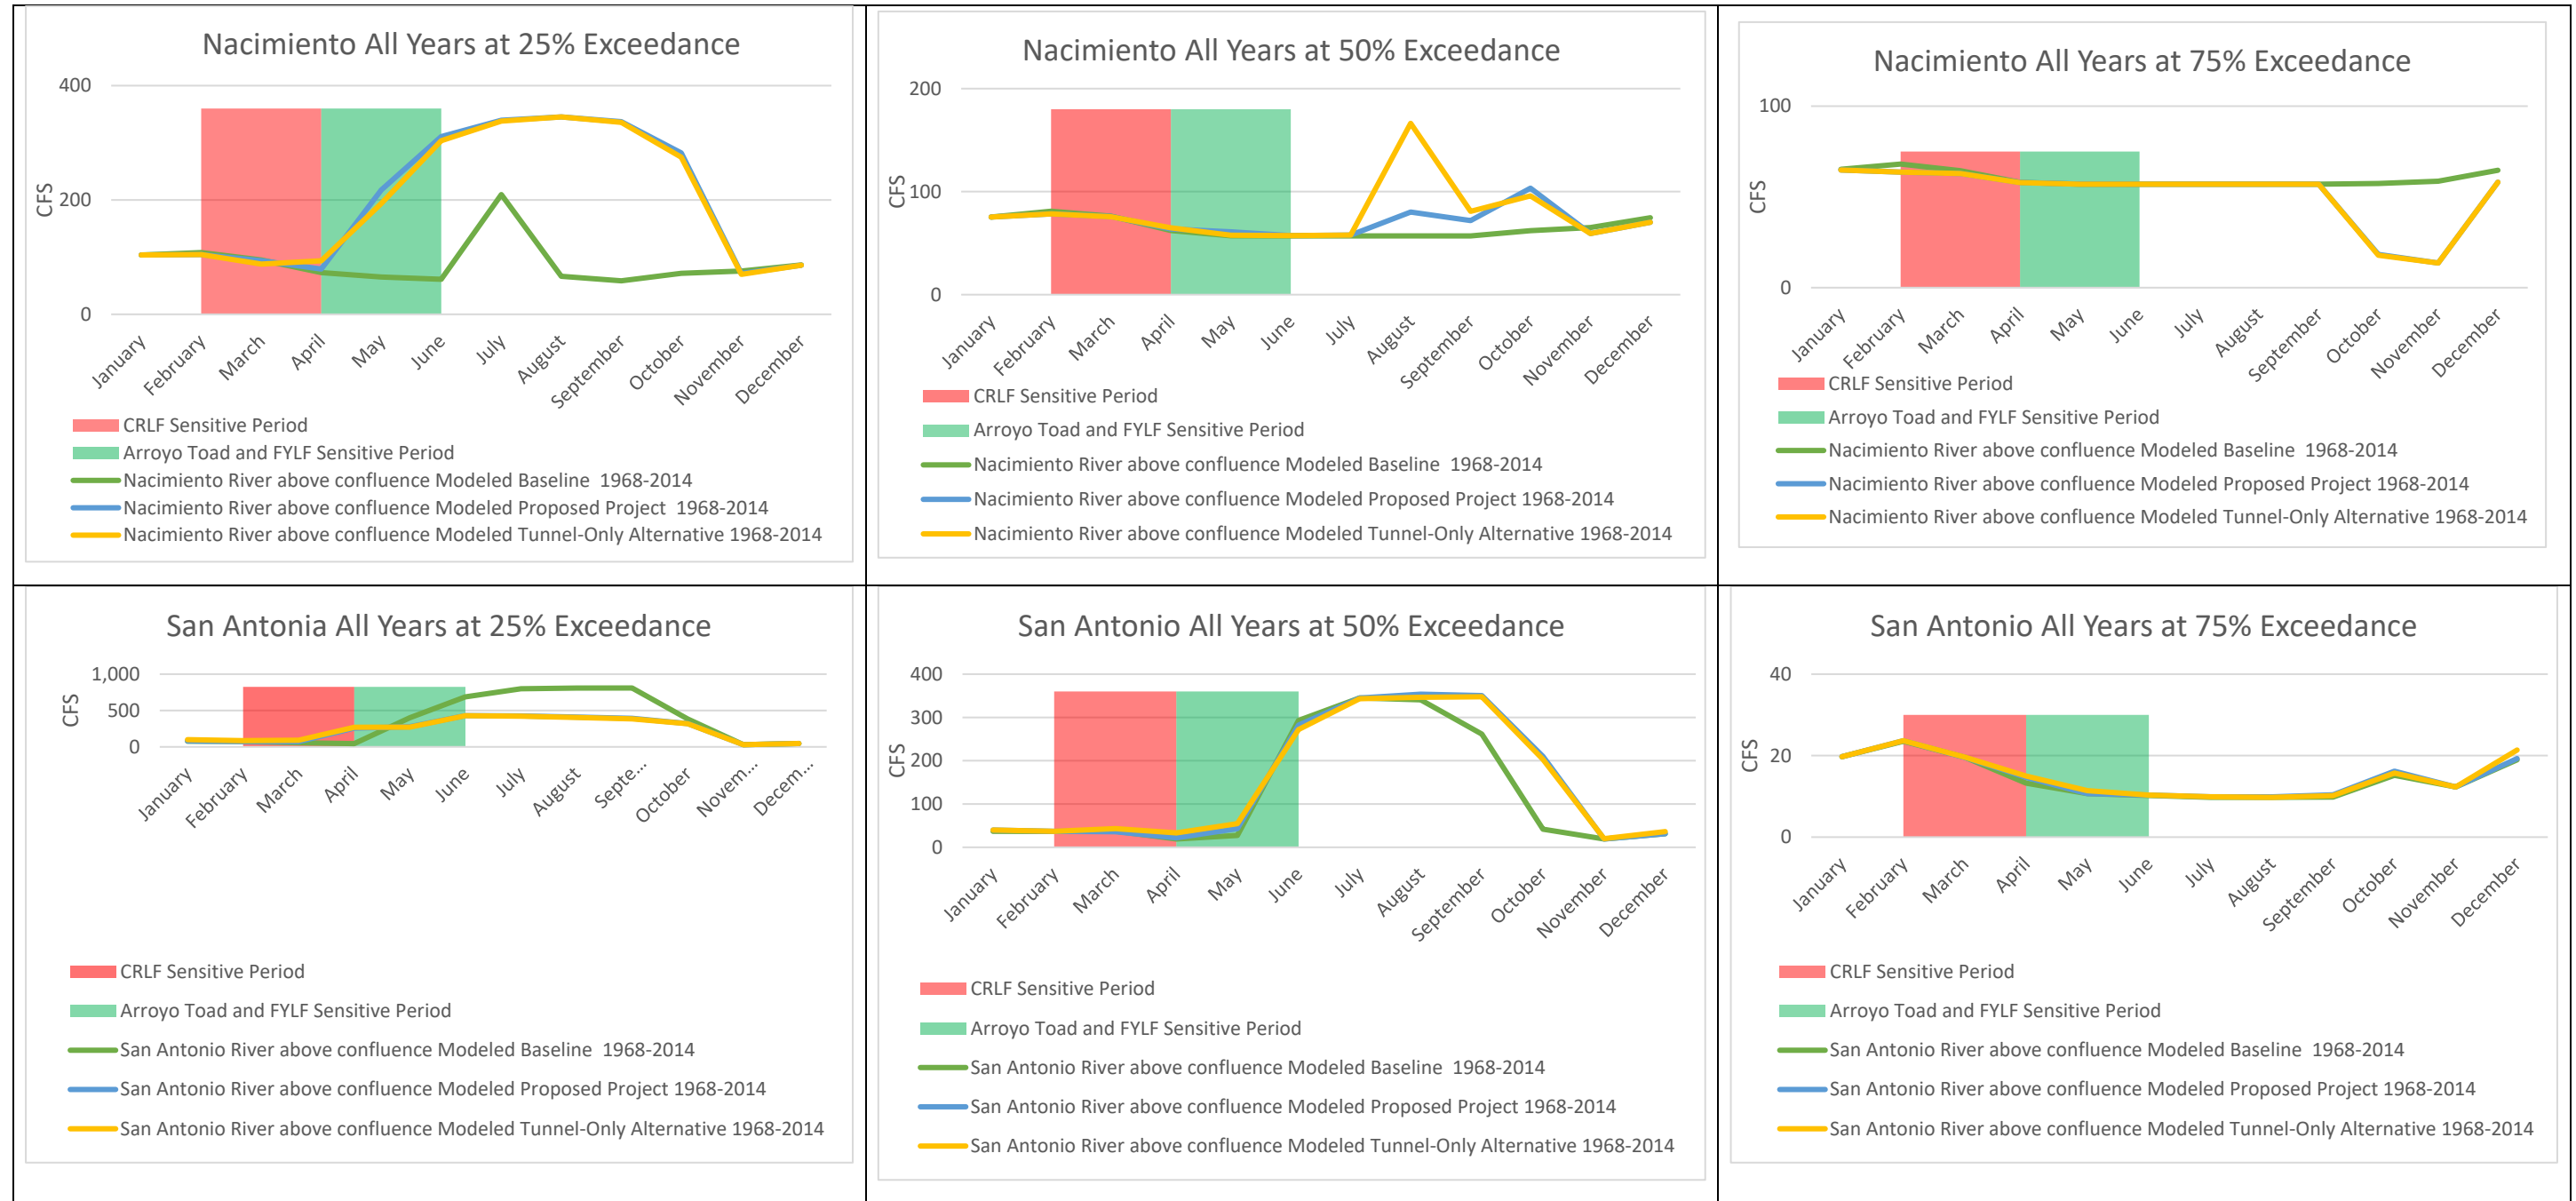 Nacimiento All Years at 25% Exceedance
400
200
0
CFS
January
February
March
April
May
June
July
August
September
October
November
December
CRLF Sensitive Period
Arroyo Toad and FYLF Sensitive Period
Nacimiento River above confluence Modeled Baseline 1968-2014
Nacimiento River above confluence Modeled Proposed Project 1968-2014
Nacimiento River above confluence Modeled Tunnel-Only Alternative 1968-2014
Nacimiento All Years at 50% Exceedance
200
100
0
CFS
January
February
March
April
May
June
July
August
September
October
November
December
CRLF Sensitive Period
Arroyo Toad and FYLF Sensitive Period
Nacimiento River above confluence Modeled Baseline 1968-2014
Nacimiento River above confluence Modeled Proposed Project 1968-2014
Nacimiento River above confluence Modeled Tunnel-Only Alternative 1968-2014
Nacimiento All Years at 75% Exceedance
100
0
CFS
January
February
March
April
May
June
July
August
September
October
November
December
CRLF Sensitive Period
Arroyo Toad and FYLF Sensitive Period
Nacimiento River above confluence Modeled Baseline 1968-2014
Nacimiento River above confluence Modeled Proposed Project 1968-2014
Nacimiento River above confluence Modeled Tunnel-Only Alternative 1968-2014
San Antonia All Years at 25% Exceedance
1,000
500
0
CFS
January
February
March
April
May
June
July
August
Septe...
October
Novem...
Decem...
CRLF Sensitive Period
Arroyo Toad and FYLF Sensitive Period
San Antonio River above confluence Modeled Baseline 1968-2014
San Antonio River above confluence Modeled Proposed Project 1968-2014
San Antonio River above confluence Modeled Tunnel-Only Alternative 1968-2014
San Antonio All Years at 50% Exceedance
400
300
200
100
0
CFS
January
February
March
April
May
June
July
August
September
October
November
December
CRLF Sensitive Period
Arroyo Toad and FYLF Sensitive Period
San Antonio River above confluence Modeled Baseline 1968-2014
San Antonio River above confluence Modeled Proposed Project 1968-2014
San Antonio River above confluence Modeled Tunnel-Only Alternative 1968-2014
San Antonio All Years at 75% Exceedance
40
20
0
CFS
January
February
March
April
May
June
July
August
September
October
November
December
CRLF Sensitive Period
Arroyo Toad and FYLF Sensitive Period
San Antonio River above confluence Modeled Baseline 1968-2014
San Antonio River above confluence Modeled Proposed Project 1968-2014
San Antonio River above confluence Modeled Tunnel-Only Alternative 1968-2014